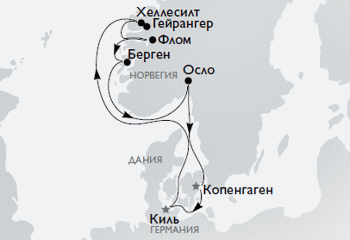 Хеллесилт
Гейрангер
Флом
Берген
НОРВЕГИЯ
Осло
ДАНИЯ
Копенгаген
Киль
ГЕРМАНИЯ